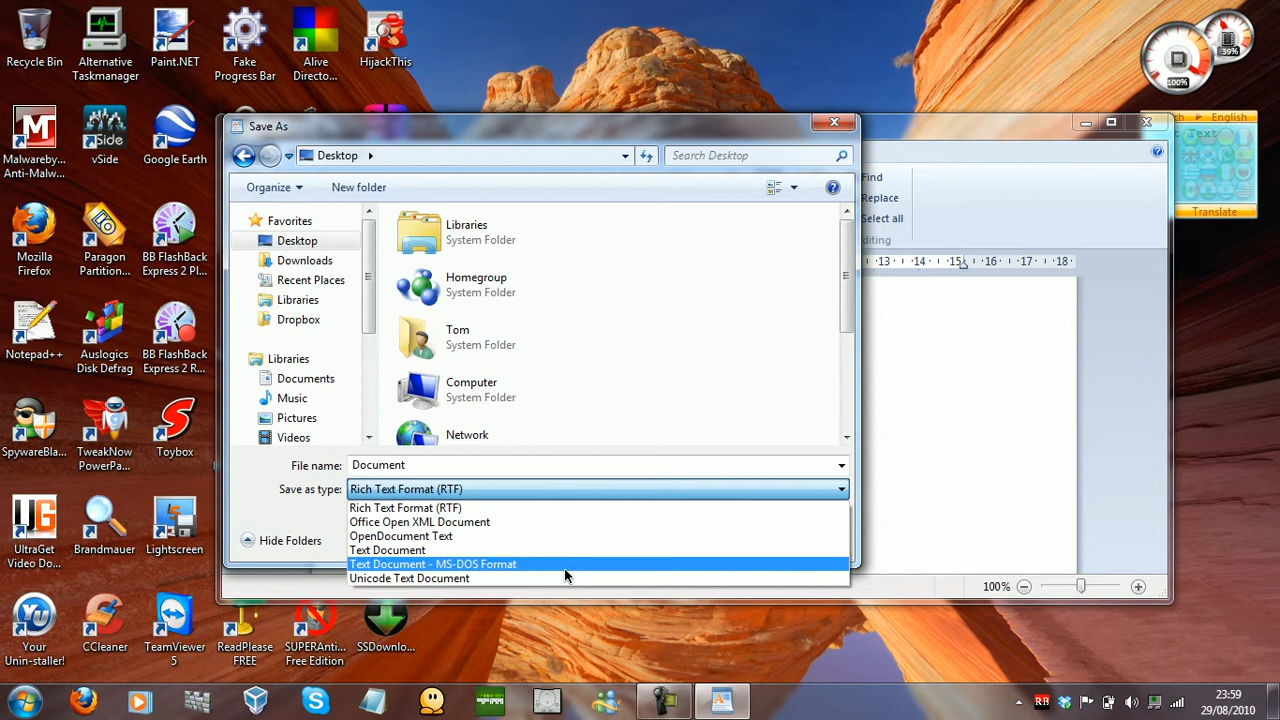 Recycle Bin
Alternative
Taskmanager
Paint.NET
Fake
Progress Bar
Alive
Directo...
HijackThis
100%
39%
Malwareby...
Anti-Malw...
vSide
Google Earth
Mozilla
Firefox
Paragon
Partition...
BB FlashBack
Express 2 Pl...
Notepad++
Auslogics
Disk Defrag
BB FlashBack
Express 2 R...
SpywareBla...
TweakNow
PowerPa...
Toybox
UltraGet
Video Do...
Brandmauer
Lightscreen
Your
Unin-staller!
CCleaner
TeamViewer
5
ReadPlease
FREE
SUPERAnti...
Free Edition
SSDownlo...
Save As
Desktop
Search Desktop
Organize
New folder
Favorites
Desktop
Downloads
Recent Places
Libraries
Dropbox
Libraries
Documents
Music
Pictures
Videos
Libraries
System Folder
Homegroup
System Folder
Tom
System Folder
Computer
System Folder
Network
File name:
Document
Save as type:
Rich Text Format (RTF)
Rich Text Format (RTF)
Office Open XML Document
OpenDocument Text
Text Document
Text Document - MS-DOS Format
Unicode Text Document
Hide Folders
Find
Replace
Select all
diting
13 14 15 16 17 18
100%
English
Text
Translate
23:59
29/08/2010